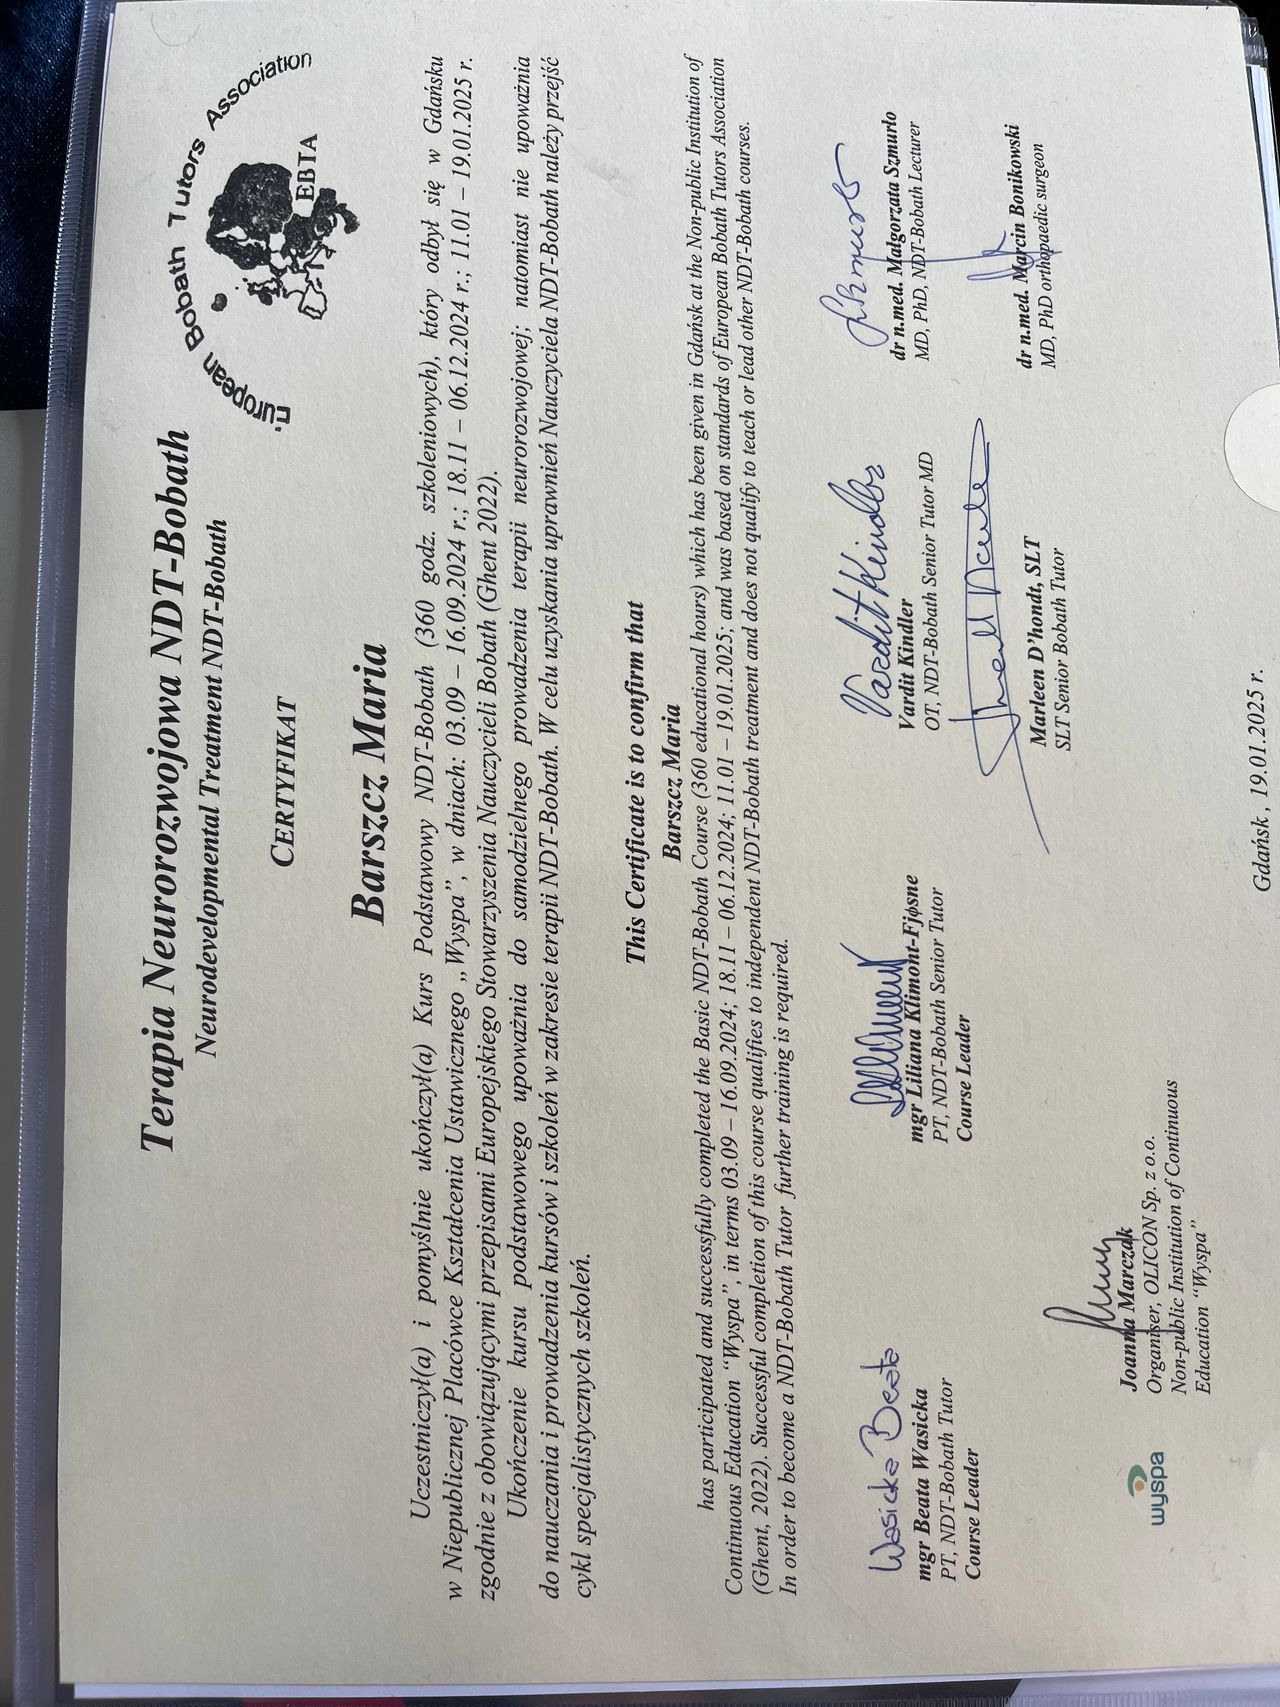 European Bobath Tutors Association
EBTA
Terapia Neurorozwojowa NDT-Bobath
Neurodevelopmental Treatment NDT-Bobath
CERTYFIKAT
Barszcz Maria
Uczestniczył(a) i pomyślnie ukończył(a) Kurs Podstawowy NDT-Bobath (360 godz. szkoleniowych), który odbył się w Gdańsku
w Niepublicznej Placówce Kształcenia Ustawicznego „Wyspa”, w dniach: 03.09 – 16.09.2024 r.; 18.11 – 06.12.2024 r.; 11.01 – 19.01.2025 r.
zgodnie z obowiązującymi przepisami Europejskiego Stowarzyszenia Nauczycieli Bobath (Ghent 2022).
Ukończenie kursu podstawowego upoważnia do samodzielnego prowadzenia terapii neurorozwojowej; natomiast nie upoważnia
do nauczania i prowadzenia kursów i szkoleń w zakresie terapii NDT-Bobath. W celu uzyskania uprawnień Nauczyciela NDT-Bobath należy przejść
cykl specjalistycznych szkoleń.
This Certificate is to confirm that
Barszcz Maria
has participated and successfully completed the Basic NDT-Bobath Course (360 educational hours) which has been given in Gdańsk at the Non-public Institution of
Continuous Education “Wyspa”, in terms 03.09 – 16.09.2024; 18.11 – 06.12.2024; 11.01 – 19.01.2025; and was based on standards of European Bobath Tutors Association
(Ghent, 2022). Successful completion of this course qualifies to independent NDT-Bobath treatment and does not qualify to teach or lead other NDT-Bobath courses.
In order to become a NDT-Bobath Tutor further training is required.
Wasicka Beata
mgr Beata Wasicka
PT, NDT-Bobath Tutor
Course Leader
mgr Liliana Klimont-Fjøsne
PT, NDT-Bobath Senior Tutor
Course Leader
Vardit Kindler
Vardit Kindler
OT, NDT-Bobath Senior Tutor MD
dr n.med. Małgorzata Szmurło
MD, PhD, NDT-Bobath Lecturer
wyspa
Joanna Marczak
Organiser, OLICON Sp. z o.o.
Non-public Institution of Continuous
Education “Wyspa”
Marleen D’hondt, SLT
SLT Senior Bobath Tutor
dr n.med. Marcin Bonikowski
MD, PhD orthopaedic surgeon
Gdańsk , 19.01.2025 r.